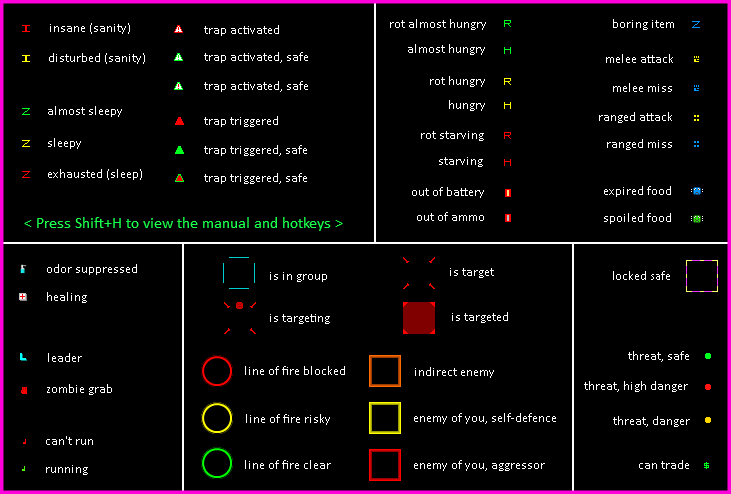 insane (sanity)
disturbed (sanity)
almost sleepy
sleepy
exhausted (sleep)
trap activated
trap activated, safe
trap activated, safe
trap triggered
trap triggered, safe
trap triggered, safe
< Press Shift+H to view the manual and hotkeys >
rot almost hungry R
almost hungry H
rot hungry R
hungry H
rot starving R
starving H
out of battery
out of ammo
boring item
melee attack
melee miss
ranged attack
ranged miss
expired food
spoiled food
odor suppressed
healing
leader
zombie grab
can't run
running
is in group
is targeting
is target
is targeted
line of fire blocked
line of fire risky
line of fire clear
indirect enemy
enemy of you, self-defence
enemy of you, aggressor
locked safe
threat, safe
threat, high danger
threat, danger
can trade $